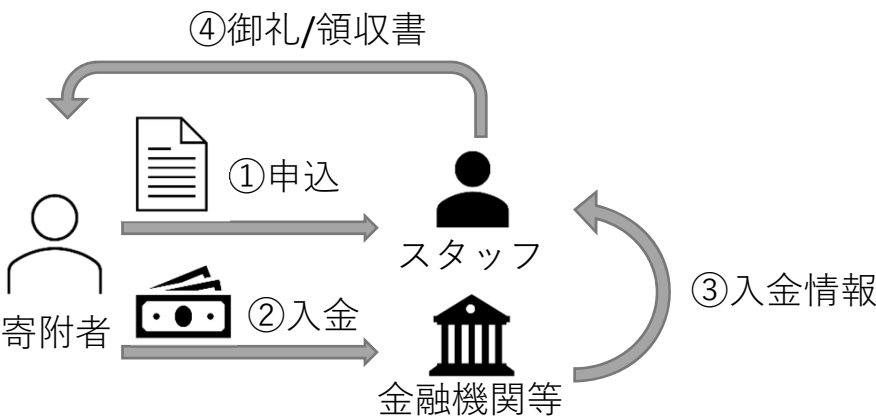 ④御礼/領収書
①申込
スタッフ
寄附者
②入金
③入金情報
金融機関等